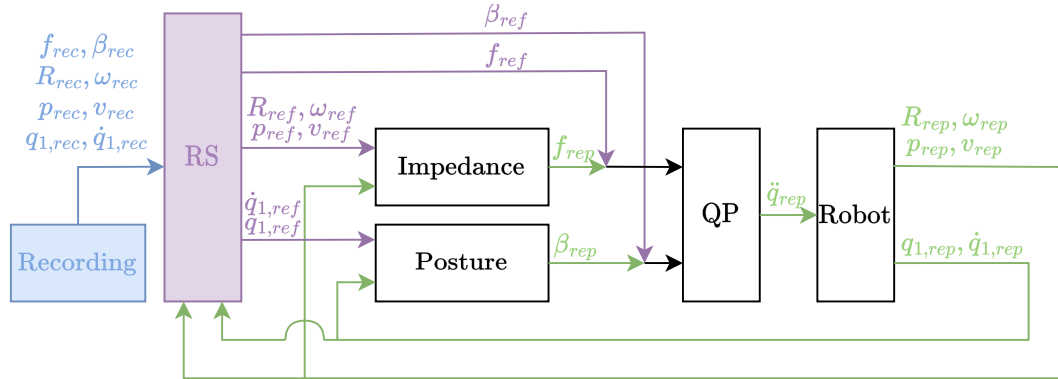 β_ref
f_ref
f_rec, β_rec
R_rec, ω_rec
p_rec, v_rec
q_1,rec, q̇_1,rec
RS
R_ref, ω_ref
p_ref, v_ref
Impedance
f_rep
q̇_1,ref
q_1,ref
Posture
β_rep
QP
q̈_rep
Robot
R_rep, ω_rep
p_rep, v_rep
q_1,rep, q̇_1,rep
Recording